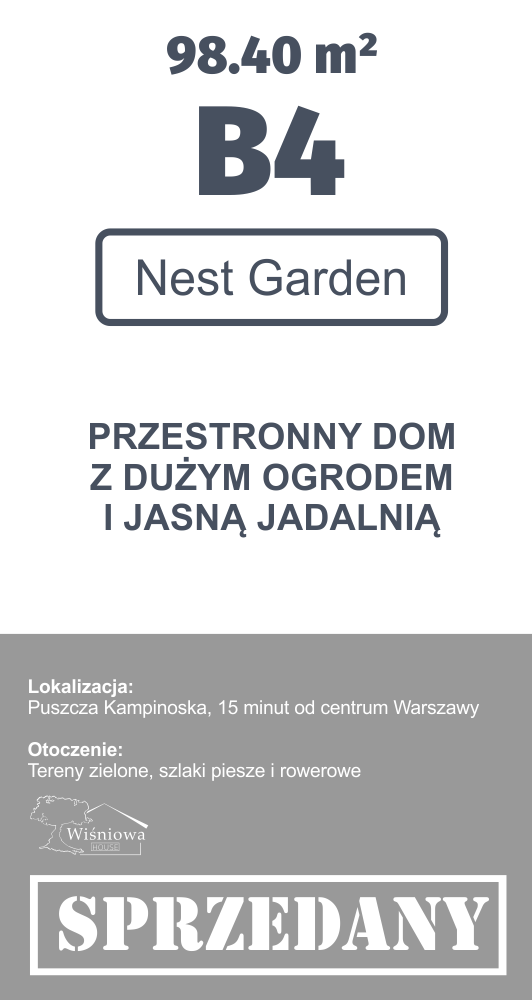 98.40 m²
B4
Nest Garden
PRZESTRONNY DOM
Z DUŻYM OGRODEM
I JASNĄ JADALNIĄ
Lokalizacja:
Puszcza Kampinoska, 15 minut od centrum Warszawy
Otoczenie:
Tereny zielone, szlaki piesze i rowerowe
Wiśniowa
HOUSE
SPRZEDANY